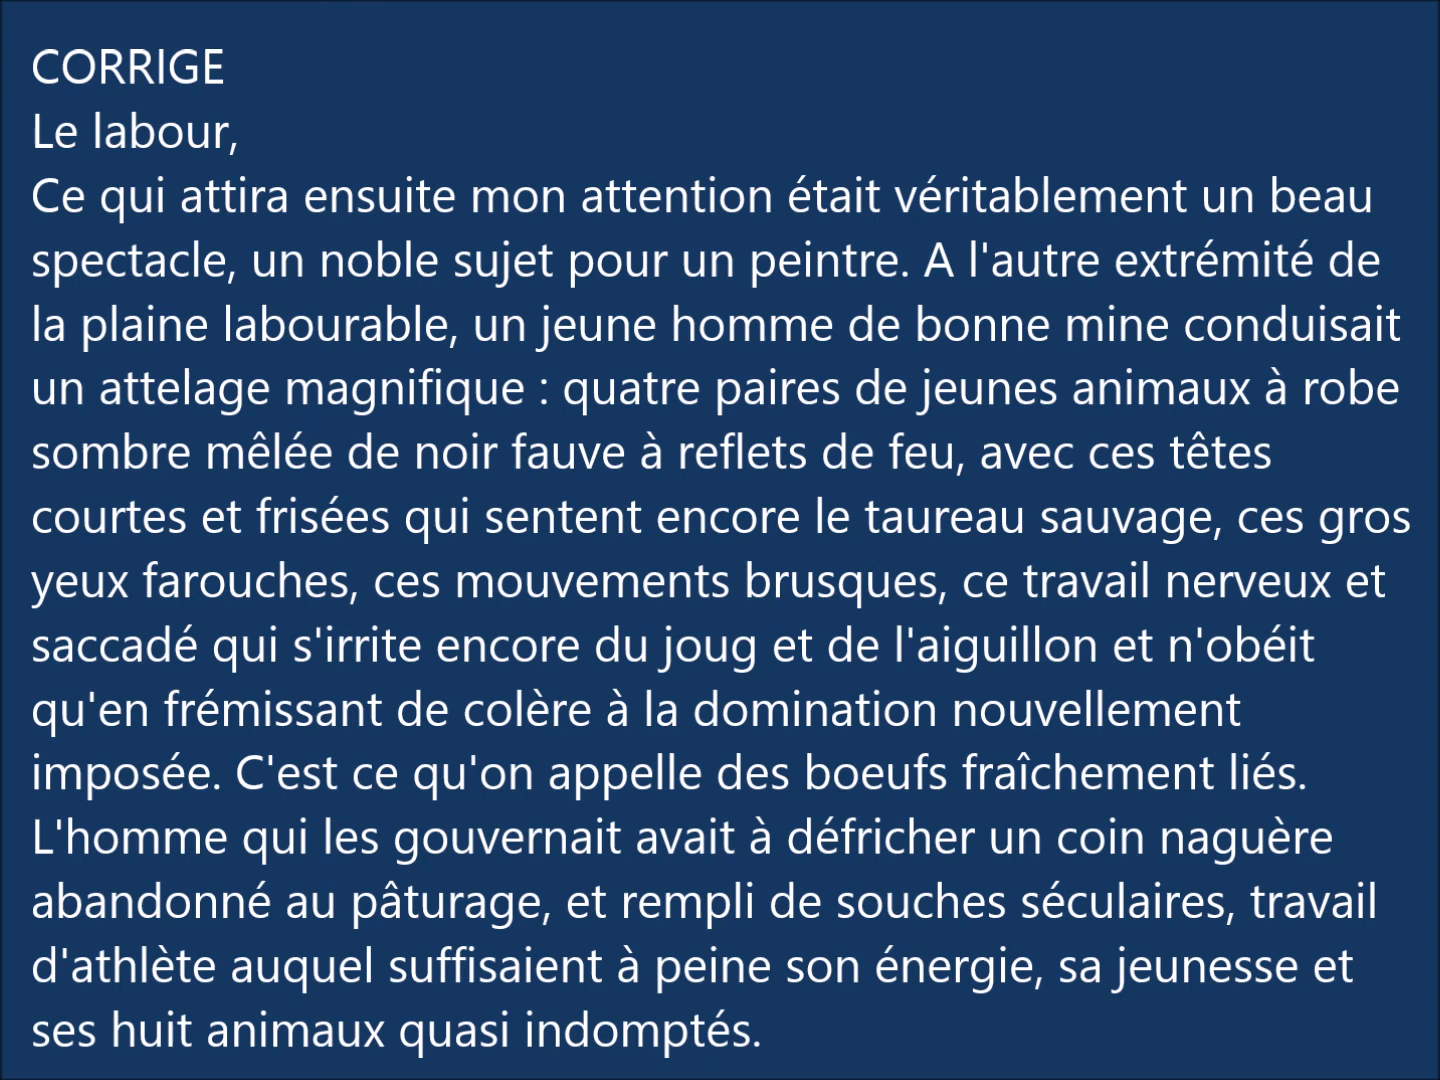 CORRIGE
Le labour,
Ce qui attira ensuite mon attention était véritablement un beau
spectacle, un noble sujet pour un peintre. A l'autre extrémité de
la plaine labourable, un jeune homme de bonne mine conduisait
un attelage magnifique : quatre paires de jeunes animaux à robe
sombre mêlée de noir fauve à reflets de feu, avec ces têtes
courtes et frisées qui sentent encore le taureau sauvage, ces gros
yeux farouches, ces mouvements brusques, ce travail nerveux et
saccadé qui s'irrite encore du joug et de l'aiguillon et n'obéit
qu'en frémissant de colère à la domination nouvellement
imposée. C'est ce qu'on appelle des boeufs fraîchement liés.
L'homme qui les gouvernait avait à défricher un coin naguère
abandonné au pâturage, et rempli de souches séculaires, travail
d'athlète auquel suffisaient à peine son énergie, sa jeunesse et
ses huit animaux quasi indomptés.